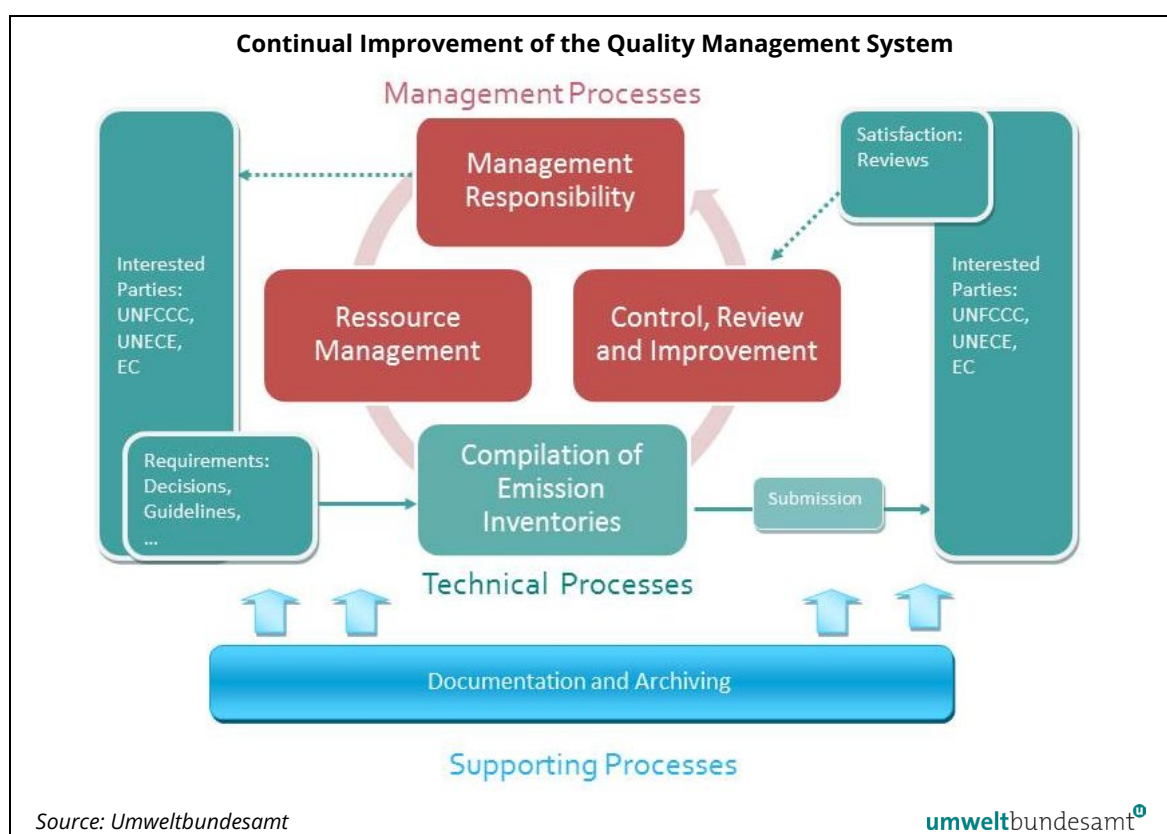 Continual Improvement of the Quality Management System
Management Processes
Management
Responsibility
Satisfaction:
Reviews
Interested
Parties:
UNFCCC,
UNECE,
EC
Ressource
Management
Control, Review
and Improvement
Interested
Parties:
UNFCCC,
UNECE,
EC
Requirements:
Decisions,
Guidelines,
...
Compilation of
Emission
Inventories
Submission
Technical Processes
Documentation and Archiving
Supporting Processes
Source: Umweltbundesamt
umweltbundesamt
u